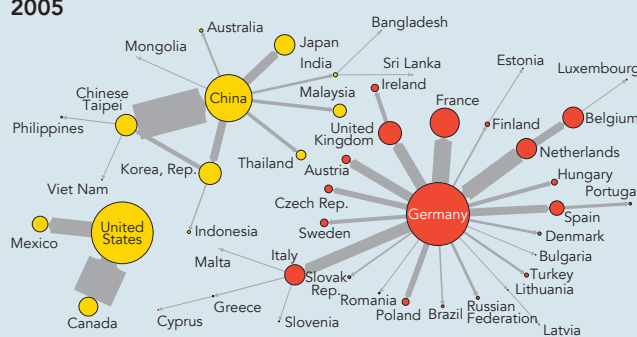 2005
Australia
Japan
Bangladesh
Mongolia
India
Sri Lanka
Estonia
Luxembourg
Chinese
Taipei
China
Malaysia
Ireland
France
Belgium
Philippines
United
Kingdom
Finland
Netherlands
Korea, Rep.
Thailand
Austria
Hungary
Viet Nam
Czech Rep.
Germany
Portugal
Spain
United
States
Mexico
Indonesia
Sweden
Denmark
Malta
Italy
Slovak
Rep.
Bulgaria
Turkey
Lithuania
Canada
Greece
Romania
Cyprus
Slovenia
Poland
Brazil
Russian
Federation
Latvia